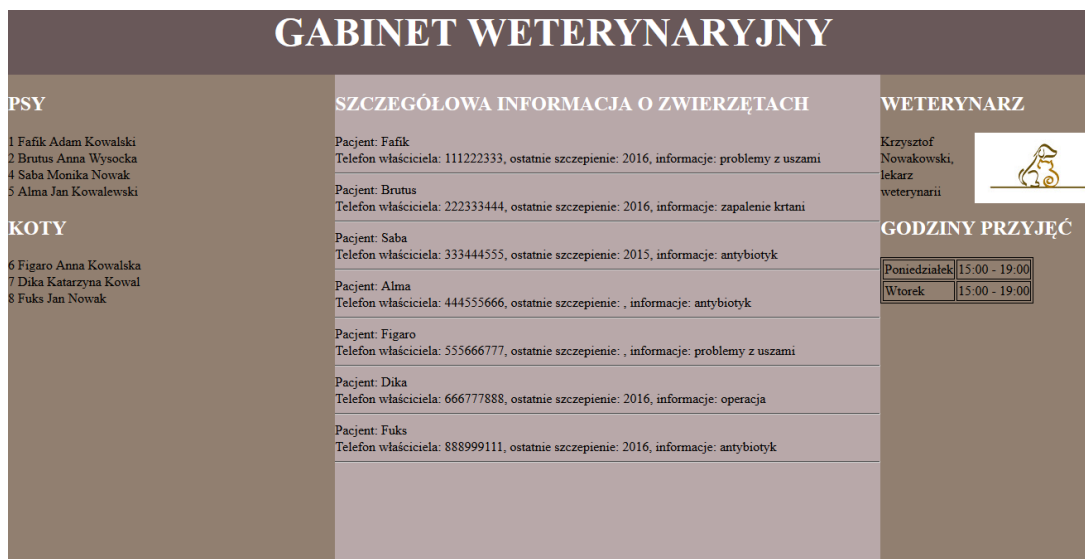 GABINET WETERYNARYJNY
PSY
1 Fafik Adam Kowalski
2 Brutus Anna Wysocka
4 Saba Monika Nowak
5 Alma Jan Kowalewski
KOTY
6 Figaro Anna Kowalska
7 Dika Katarzyna Kowal
8 Fuks Jan Nowak
SZCZEGÓŁOWA INFORMACJA O ZWIERZĘTACH
Pacjent: Fafik
Telefon właściciela: 111222333, ostatnie szczepienie: 2016, informacje: problemy z uszami
Pacjent: Brutus
Telefon właściciela: 222333444, ostatnie szczepienie: 2016, informacje: zapalenie krtani
Pacjent: Saba
Telefon właściciela: 333444555, ostatnie szczepienie: 2015, informacje: antybiotyk
Pacjent: Alma
Telefon właściciela: 444555666, ostatnie szczepienie: , informacje: antybiotyk
Pacjent: Figaro
Telefon właściciela: 555666777, ostatnie szczepienie: , informacje: problemy z uszami
Pacjent: Dika
Telefon właściciela: 666777888, ostatnie szczepienie: 2016, informacje: operacja
Pacjent: Fuks
Telefon właściciela: 888999111, ostatnie szczepienie: 2016, informacje: antybiotyk
WETERYNARZ
Krzysztof
Nowakowski,
lekarz
weterynarii
GODZINY PRZYJĘĆ
Poniedziałek 15:00 - 19:00
Wtorek 15:00 - 19:00